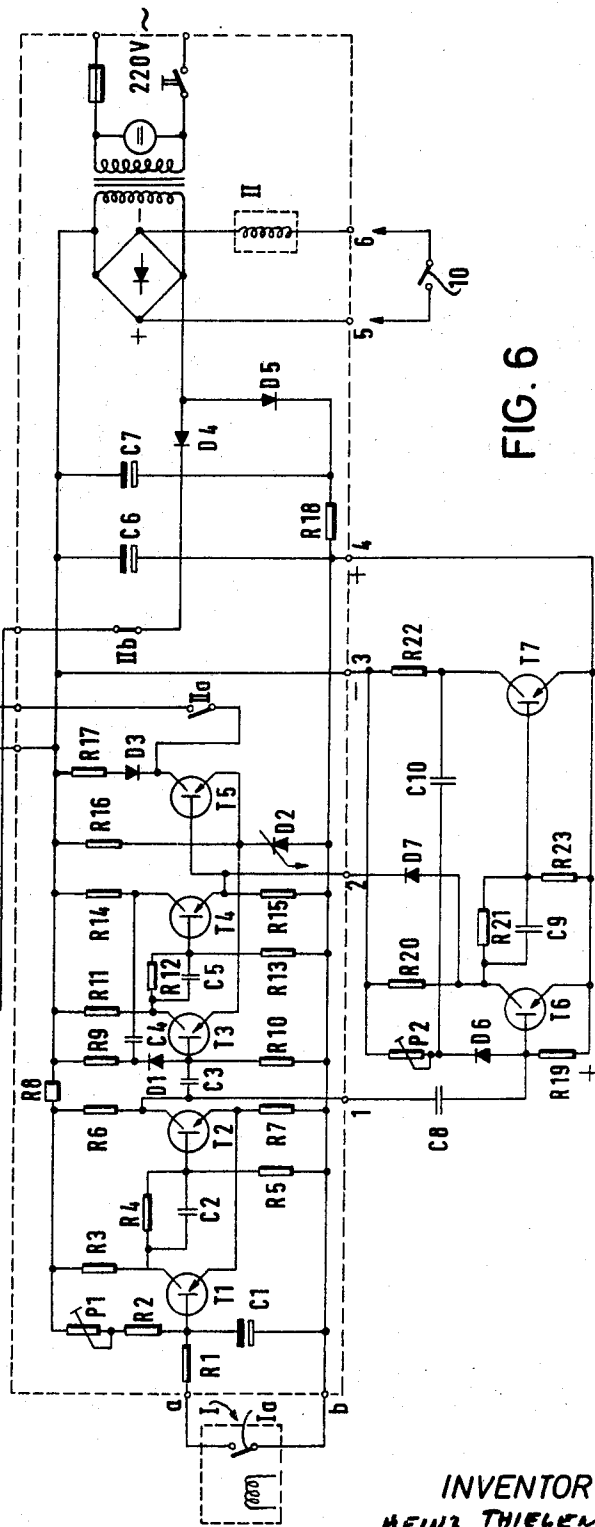 220V
~
II
II
10
6
5
+
−
D5
D4
C7
C6
R18
4
+
IIb
3
−
R22
T7
IIa
R17
D3
T5
R16
D2
C10
D7
2
R23
R14
T4
R15
R21
C9
R20
R11
R12
C5
R13
T6
R9
C4
T3
D1
C3
R10
P2
D6
R19
+
R8
R6
T2
R7
1
C8
R4
C2
R5
R3
T1
P1
R2
C1
R1
a
b
I
Ia
FIG. 6
INVENTOR
HEINZ THIELEN